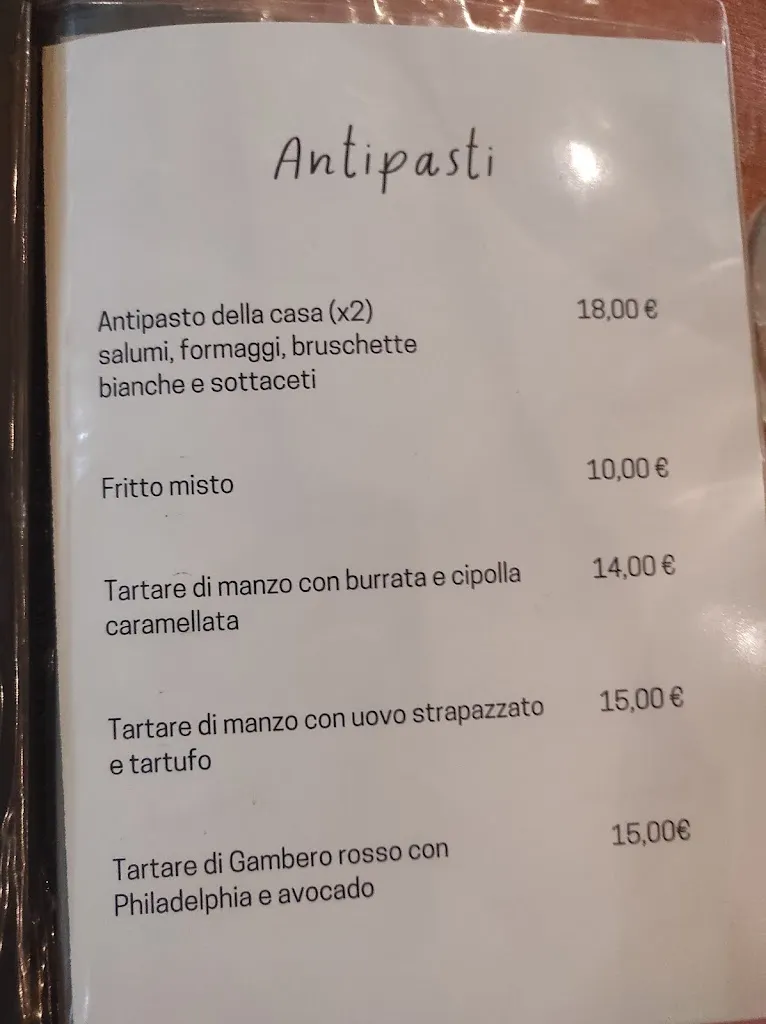 Antipasti
Antipasto della casa (x2) 18,00 €
salumi, formaggi, bruschette
bianche e sottaceti
Fritto misto 10,00 €
Tartare di manzo con burrata e cipolla 14,00 €
caramellata
Tartare di manzo con uovo strapazzato 15,00 €
e tartufo
Tartare di Gambero rosso con 15,00€
Philadelphia e avocado